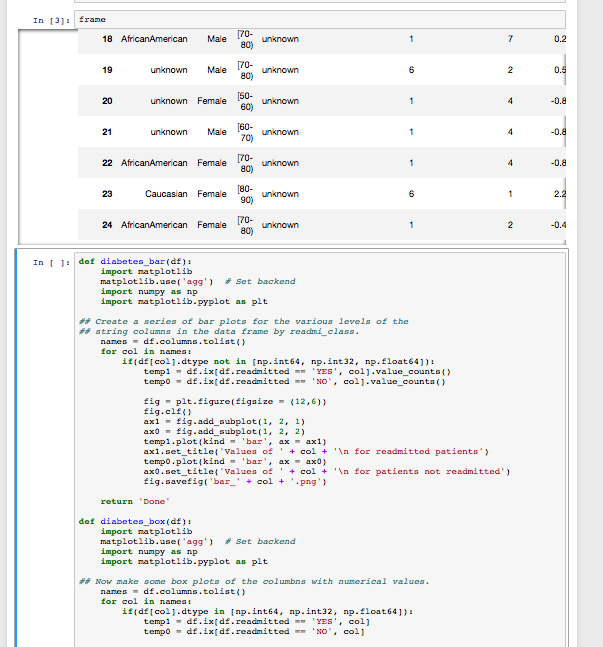 In [3]: frame
18 AfricanAmerican Male [70-80) unknown 1 7 0.2
19 unknown Male [70-80) unknown 6 2 0.5
20 unknown Female [50-60) unknown 1 4 -0.8
21 unknown Male [60-70) unknown 1 4 -0.8
22 AfricanAmerican Female [70-80) unknown 1 4 -0.8
23 Caucasian Female [80-90) unknown 6 1 2.2
24 AfricanAmerican Female [70-80) unknown 1 2 -0.4
In [ ]: def diabetes_bar(df):
    import matplotlib
    matplotlib.use('agg')  # Set backend
    import numpy as np
    import matplotlib.pyplot as plt
## Create a series of bar plots for the various levels of the
## string columns in the data frame by readmi_class.
    names = df.columns.tolist()
    for col in names:
        if(df[col].dtype not in [np.int64, np.int32, np.float64]):
            temp1 = df.ix[df.readmitted == 'YES', col].value_counts()
            temp0 = df.ix[df.readmitted == 'NO', col].value_counts()
            fig = plt.figure(figsize = (12,6))
            fig.clf()
            ax1 = fig.add_subplot(1, 2, 1)
            ax0 = fig.add_subplot(1, 2, 2)
            temp1.plot(kind = 'bar', ax = ax1)
            ax1.set_title('Values of ' + col + '\n for readmitted patients')
            temp0.plot(kind = 'bar', ax = ax0)
            ax0.set_title('Values of ' + col + '\n for patients not readmitted')
            fig.savefig('bar_' + col + '.png')
    return 'Done'
def diabetes_box(df):
    import matplotlib
    matplotlib.use('agg')  # Set backend
    import numpy as np
    import matplotlib.pyplot as plt
## Now make some box plots of the columbns with numerical values.
    names = df.columns.tolist()
    for col in names:
        if(df[col].dtype in [np.int64, np.int32, np.float64]):
            temp1 = df.ix[df.readmitted == 'YES', col]
            temp0 = df.ix[df.readmitted == 'NO', col]